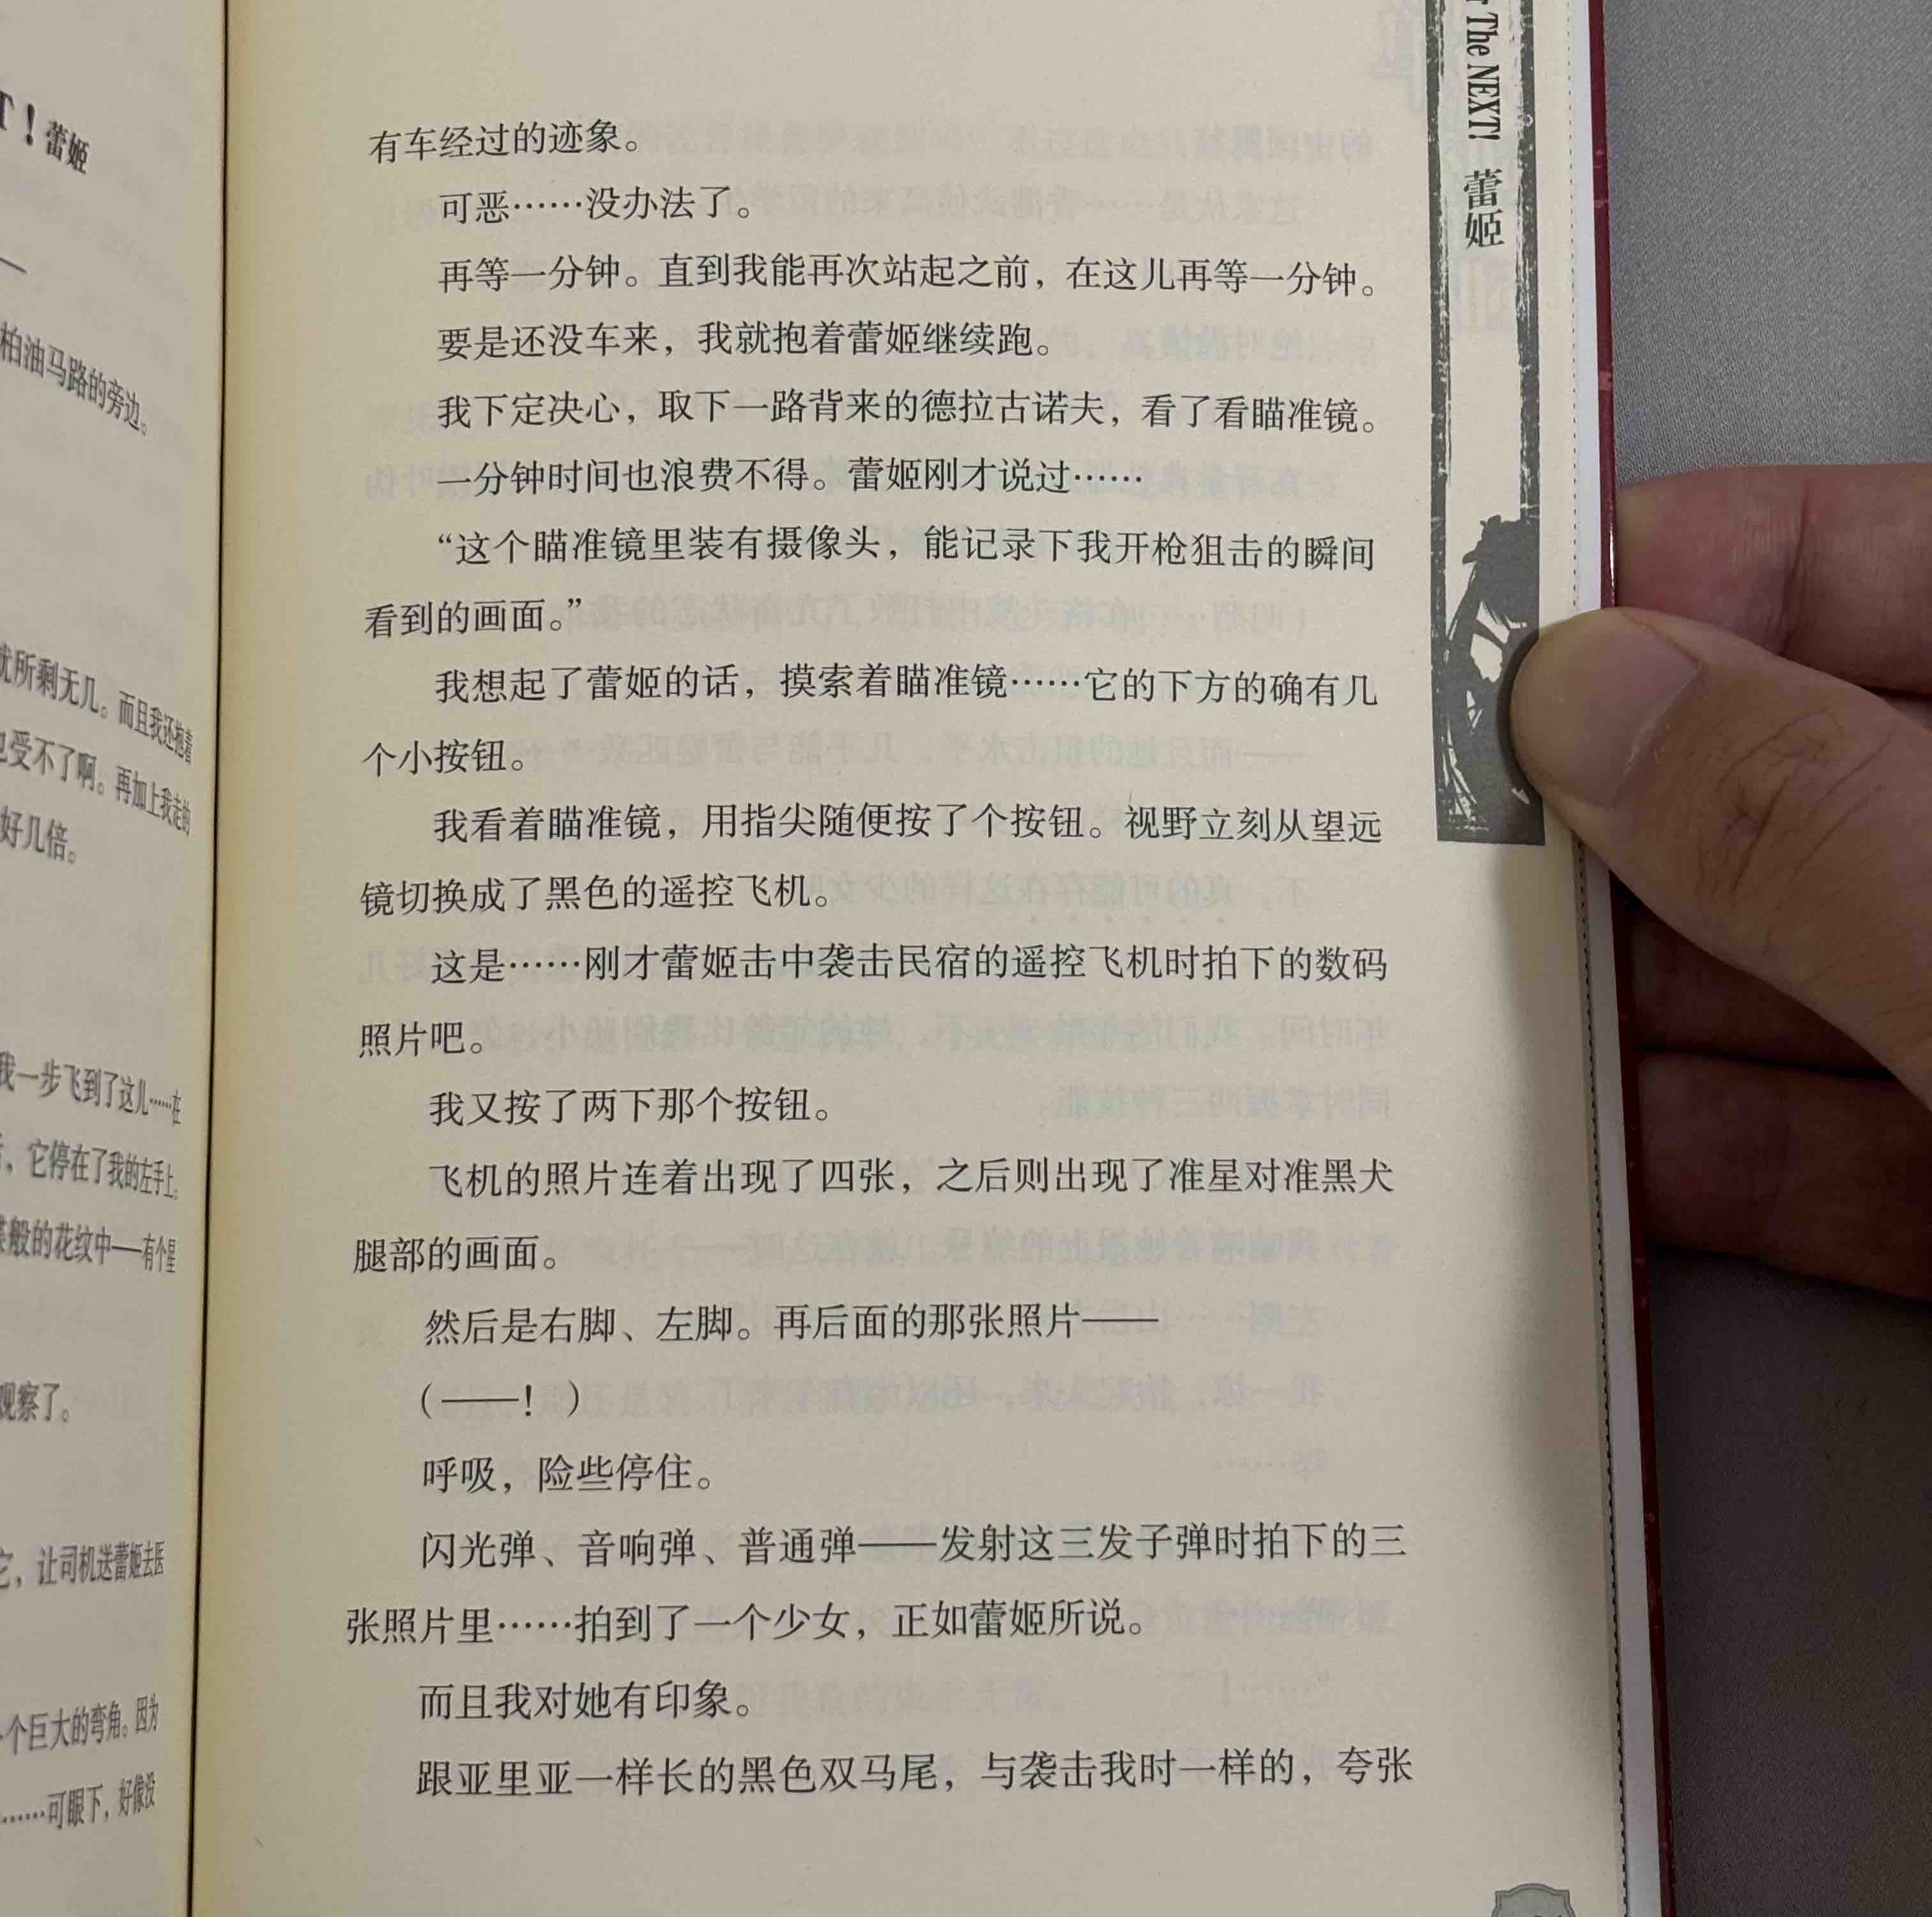 T！蕾姬
柏油马路的旁边。
就所剩无几。而且我还抱着
也受不了啊。再加上我走的
好几倍。
我一步飞到了这儿……在
，它停在了我的左手上。
般的花纹中——有个星
观察了。
它，让司机送蕾姬去医
个巨大的弯角。因为
……可眼下，好像没
有车经过的迹象。
可恶……没办法了。
再等一分钟。直到我能再次站起之前，在这儿再等一分钟。
要是还没车来，我就抱着蕾姬继续跑。
我下定决心，取下一路背来的德拉古诺夫，看了看瞄准镜。
一分钟时间也浪费不得。蕾姬刚才说过……
“这个瞄准镜里装有摄像头，能记录下我开枪狙击的瞬间
看到的画面。”
我想起了蕾姬的话，摸索着瞄准镜……它的下方的确有几
个小按钮。
我看着瞄准镜，用指尖随便按了个按钮。视野立刻从望远
镜切换成了黑色的遥控飞机。
这是……刚才蕾姬击中袭击民宿的遥控飞机时拍下的数码
照片吧。
我又按了两下那个按钮。
飞机的照片连着出现了四张，之后则出现了准星对准黑犬
腿部的画面。
然后是右脚、左脚。再后面的那张照片——
（——！）
呼吸，险些停住。
闪光弹、音响弹、普通弹——发射这三发子弹时拍下的三
张照片里……拍到了一个少女，正如蕾姬所说。
而且我对她有印象。
跟亚里亚一样长的黑色双马尾，与袭击我时一样的，夸张
The NEXT! 蕾姬